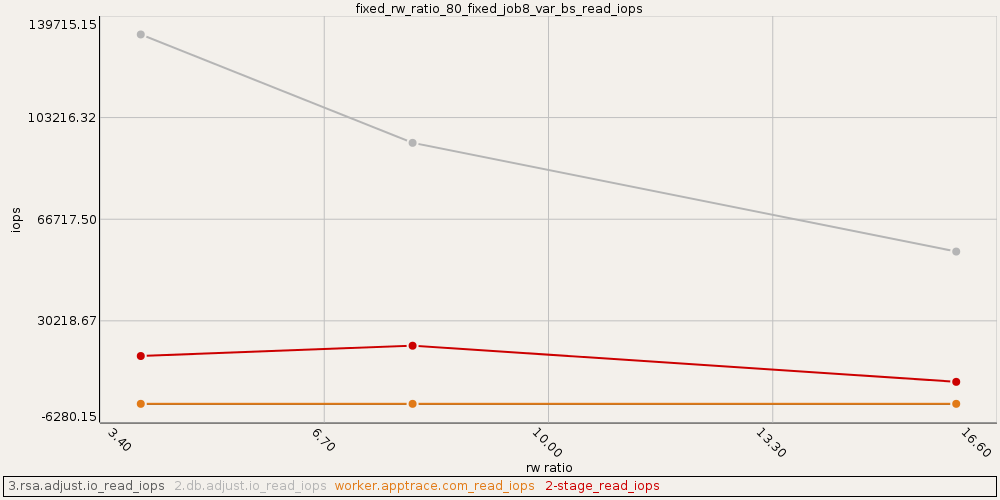 fixed_rw_ratio_80_fixed_job8_var_bs_read_iops
139715.15
103216.32
66717.50
30218.67
-6280.15
iops
3.40 6.70 10.00 13.30 16.60
rw ratio
3.rsa.adjust.io_read_iops 2.db.adjust.io_read_iops worker.apptrace.com_read_iops 2-stage_read_iops